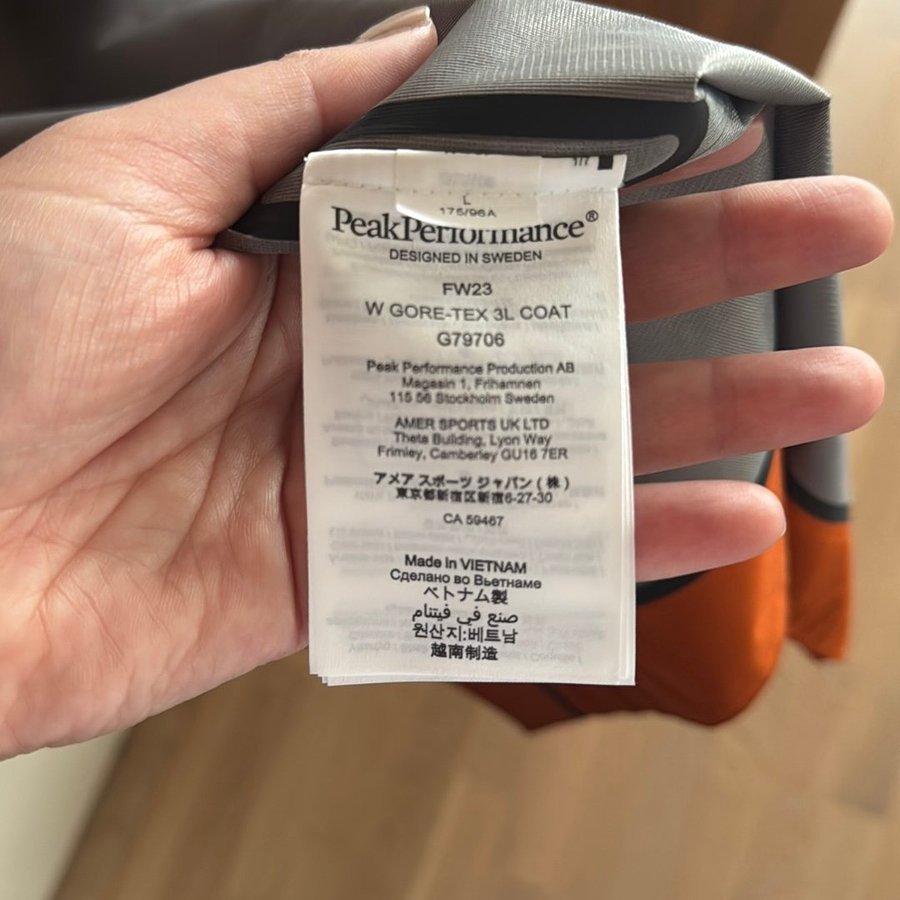 1/7
L
175/96A
PeakPerformance®
DESIGNED IN SWEDEN
FW23
W GORE-TEX 3L COAT
G79706
Peak Performance Production AB
Magasin 1, Frihamnen
115 56 Stockholm Sweden
AMER SPORTS UK LTD
Theta Building, Lyon Way
Frimley, Camberley GU16 7ER
アメア スポーツ ジャパン ( 株 )
東京都新宿区新宿6-27-30
CA 59467
Made in VIETNAM
Сделано во Вьетнаме
ベトナム製
صنع في فيتنام
원산지:베트남
越南制造